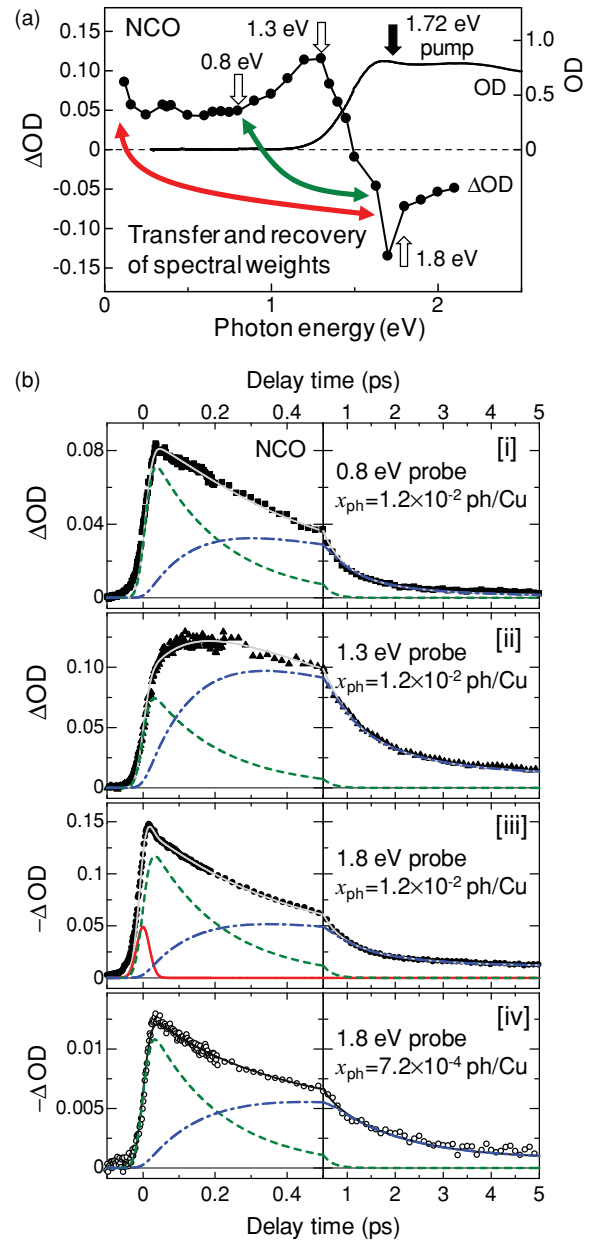 (a)
NCO
1.3 eV
0.8 eV
1.72 eV
pump
OD
ΔOD
1.8 eV
Transfer and recovery
of spectral weights
0.15
0.10
0.05
0
-0.05
-0.10
-0.15
ΔOD
1.0
0.5
0
OD
0 1 2
Photon energy (eV)
(b)
Delay time (ps)
0 0.2 0.4 1 2 3 4 5
NCO
[i]
0.8 eV probe
x_ph=1.2×10⁻² ph/Cu
0.08
0.04
0
ΔOD
[ii]
1.3 eV probe
x_ph=1.2×10⁻² ph/Cu
0.10
0.05
0
ΔOD
[iii]
1.8 eV probe
x_ph=1.2×10⁻² ph/Cu
0.15
0.1
0.05
0
−ΔOD
[iv]
1.8 eV probe
x_ph=7.2×10⁻⁴ ph/Cu
0.01
0.005
0
−ΔOD
0 0.2 0.4 1 2 3 4 5
Delay time (ps)